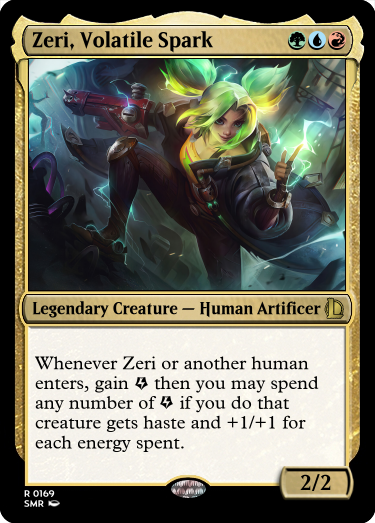 Zeri, Volatile Spark
Legendary Creature — Human Artificer
Whenever Zeri or another human
enters, gain then you may spend
any number of if you do that
creature gets haste and +1/+1 for
each energy spent.
2/2
R 0169
SMR